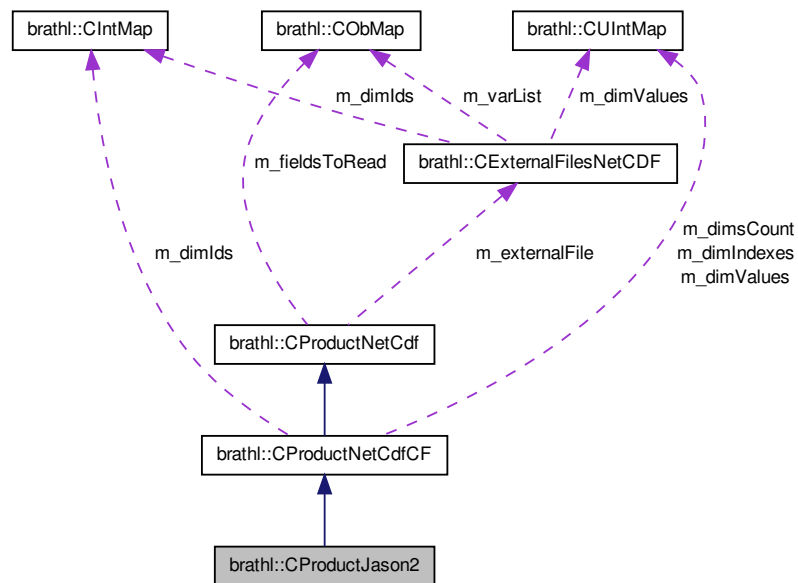 brathl::CIntMap
brathl::CObMap
brathl::CUIntMap
m_dimIds
m_varList
m_dimValues
m_fieldsToRead
brathl::CExternalFilesNetCDF
m_dimIds
m_externalFile
m_dimsCount
m_dimIndexes
m_dimValues
brathl::CProductNetCdf
brathl::CProductNetCdfCF
brathl::CProductJason2